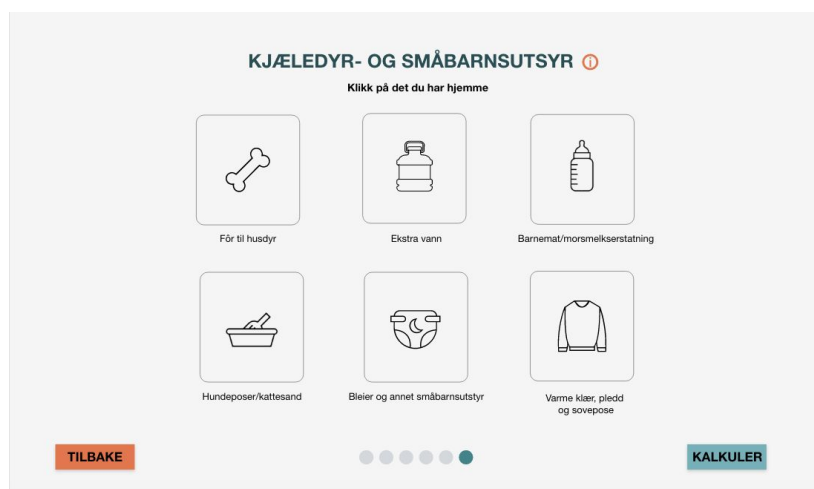 KJÆLEDYR- OG SMÅBARNSUTSYR
Klikk på det du har hjemme
Fôr til husdyr
Ekstra vann
Barnemat/morsmelkserstatning
Hundeposer/kattesand
Bleier og annet småbarnsutstyr
Varme klær, pledd
og sovepose
TILBAKE
KALKULER